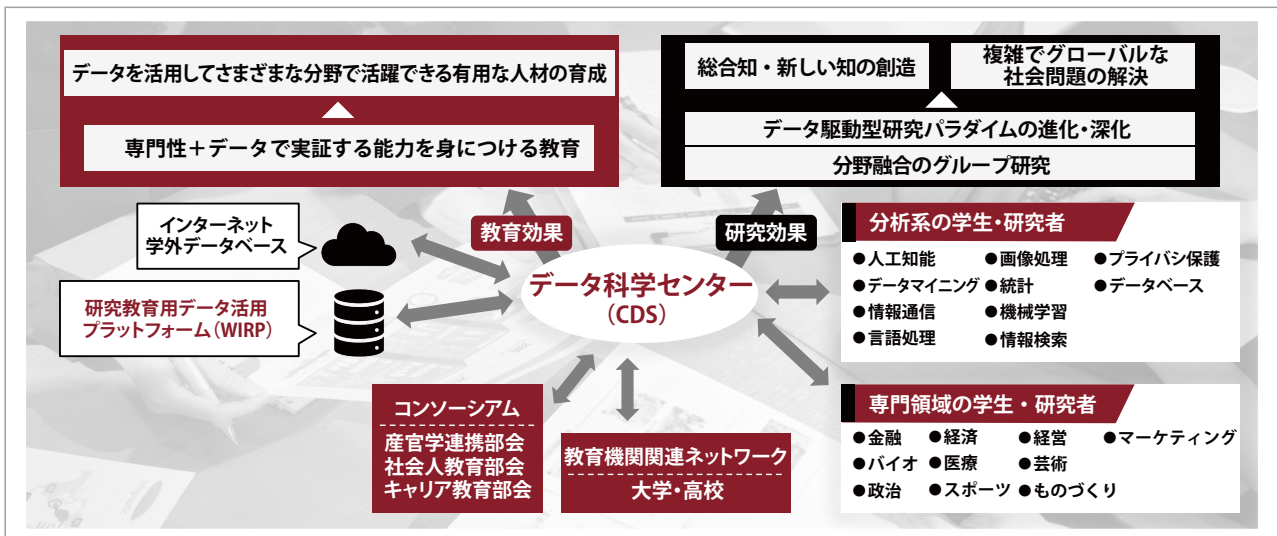 データを活用してさまざまな分野で活躍できる有用な人材の育成
専門性＋データで実証する能力を身につける教育
総合知・新しい知の創造
複雑でグローバルな
社会問題の解決
データ駆動型研究パラダイムの進化・深化
分野融合のグループ研究
教育効果
研究効果
インターネット
学外データベース
研究教育用データ活用
プラットフォーム（WIRP）
データ科学センター
（CDS）
分析系の学生・研究者
●人工知能 ●画像処理 ●プライバシ保護
●データマイニング ●統計 ●データベース
●情報通信 ●機械学習
●言語処理 ●情報検索
コンソーシアム
産官学連携部会
社会人教育部会
キャリア教育部会
教育機関関連ネットワーク
大学・高校
専門領域の学生・研究者
●金融 ●経済 ●経営 ●マーケティング
●バイオ ●医療 ●芸術
●政治 ●スポーツ ●ものづくり